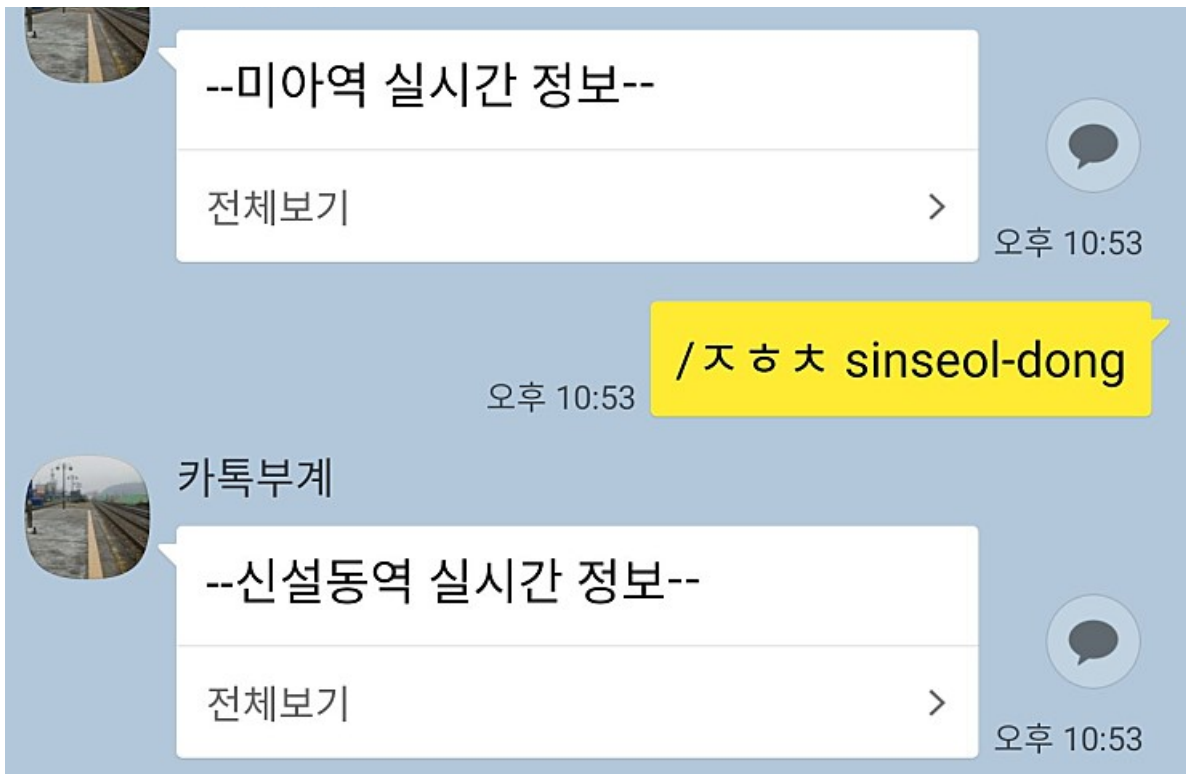 --미아역 실시간 정보--
전체보기
오후 10:53
/ㅈㅎㅊ sinseol-dong
오후 10:53
카톡부계
--신설동역 실시간 정보--
전체보기
오후 10:53